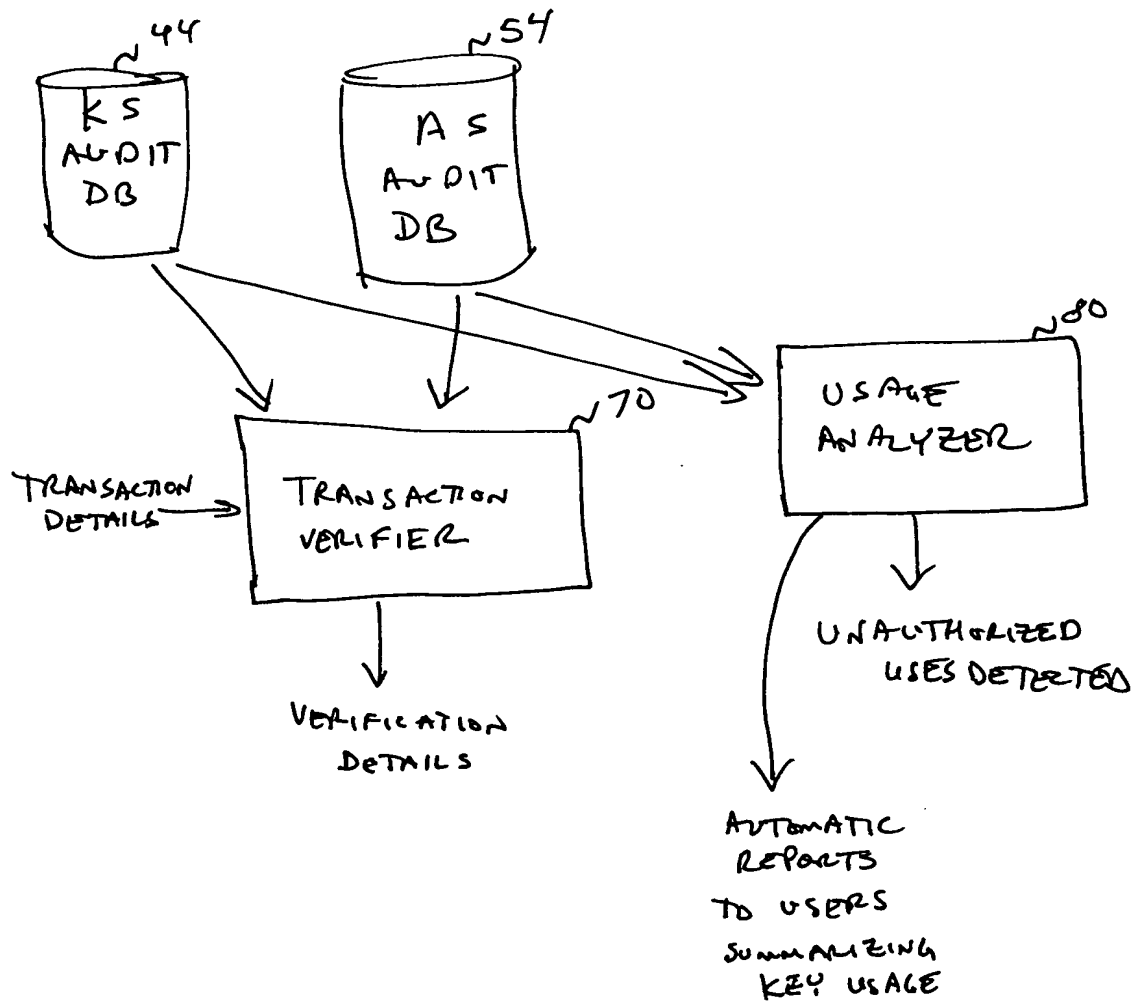 44
54
KS
AUDIT
DB
AS
AUDIT
DB
80
USAGE
ANALYZER
70
TRANSACTION
DETAILS
TRANSACTION
VERIFIER
UNAUTHORIZED
USES DETECTED
VERIFICATION
DETAILS
AUTOMATIC
REPORTS
TO USERS
SUMMARIZING
KEY USAGE